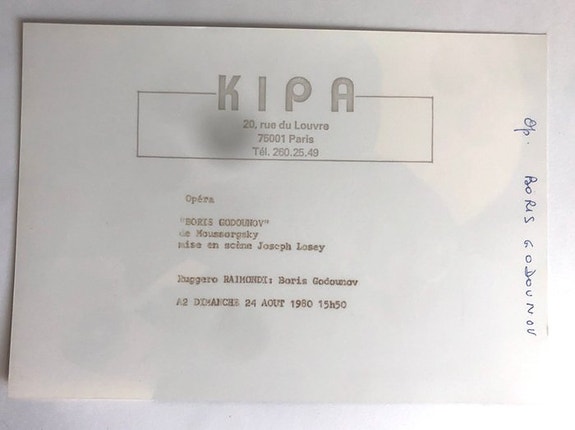 KIPA
20, rue du Louvre
75001 Paris
Tél. 260.25.49
Opéra
"BORIS GODOUNOV"
de Moussorgsky
mise en scène Joseph Losey
Ruggero RAIMONDI: Boris Godounov
A2 DIMANCHE 24 AOUT 1980 15h50
Op. BORIS GODOUNOV